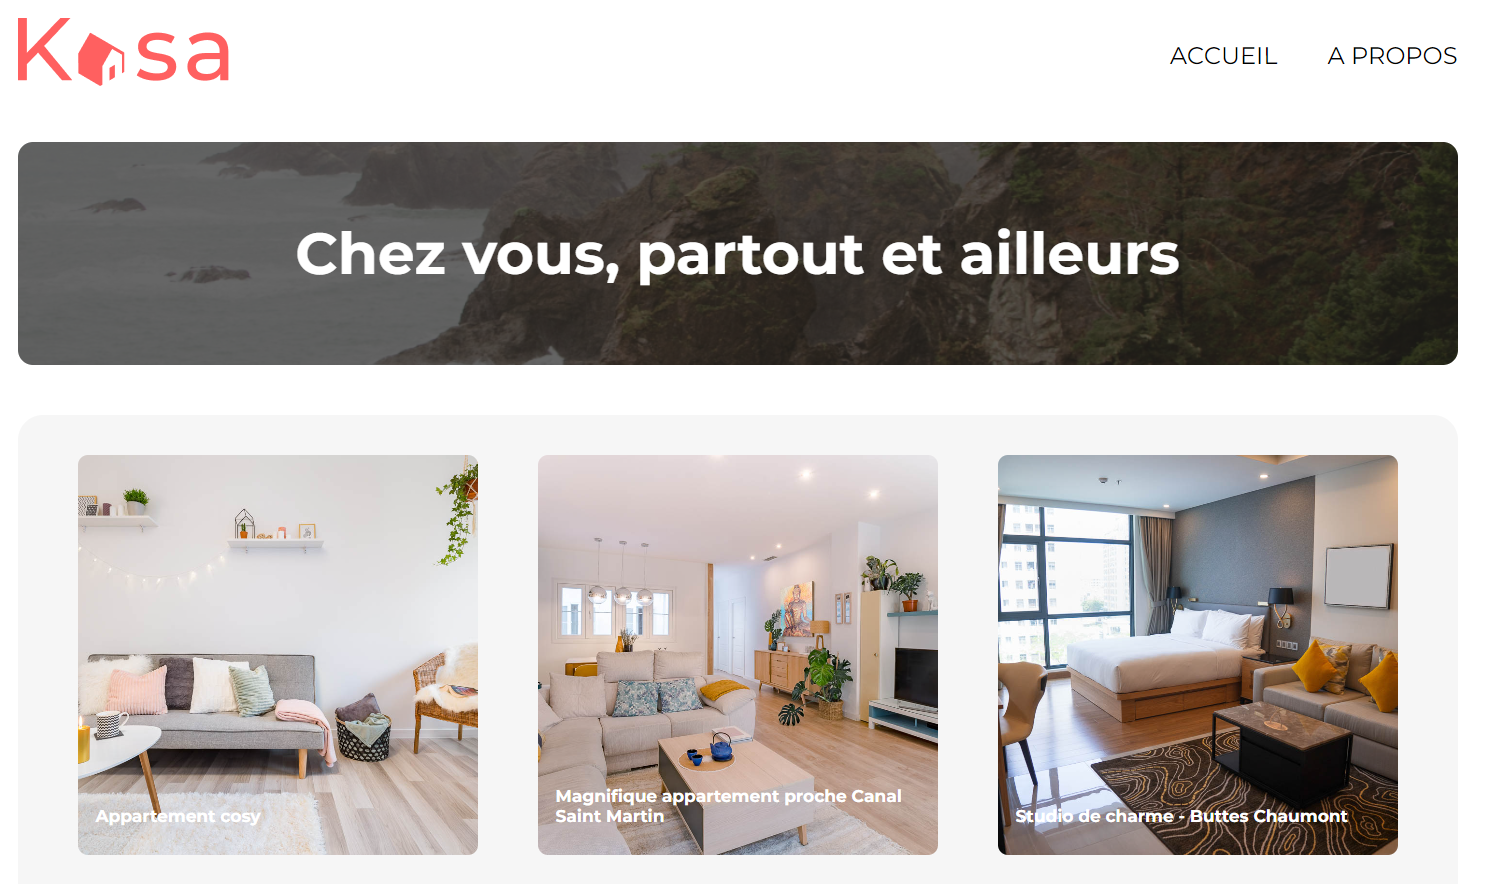 Kasa
ACCUEIL
A PROPOS
Chez vous, partout et ailleurs
Appartement cosy
Magnifique appartement proche Canal
Saint Martin
Studio de charme - Buttes Chaumont